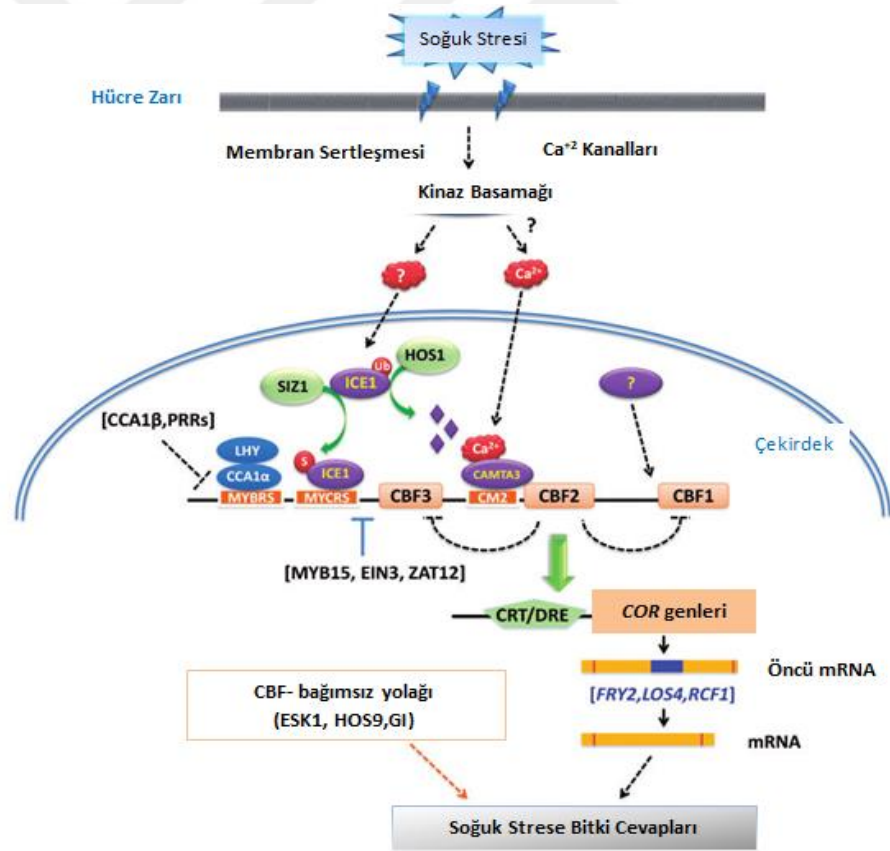 Soğuk Stresi
Hücre Zarı
Membran Sertleşmesi
Ca⁺² Kanalları
Kinaz Basamağı
?
?
Ca²⁺
HOS1
Ub
ICE1
SIZ1
?
[CCA1β,PRRs]
Çekirdek
LHY
Ca²⁺
S
ICE1
CCA1α
CAMTA3
MYBRS
MYCRS
CBF3
CM2
CBF2
CBF1
[MYB15, EIN3, ZAT12]
CRT/DRE
COR genleri
Öncü mRNA
[FRY2,LOS4,RCF1]
CBF- bağımsız yolağı
(ESK1, HOS9,GI)
mRNA
Soğuk Strese Bitki Cevapları